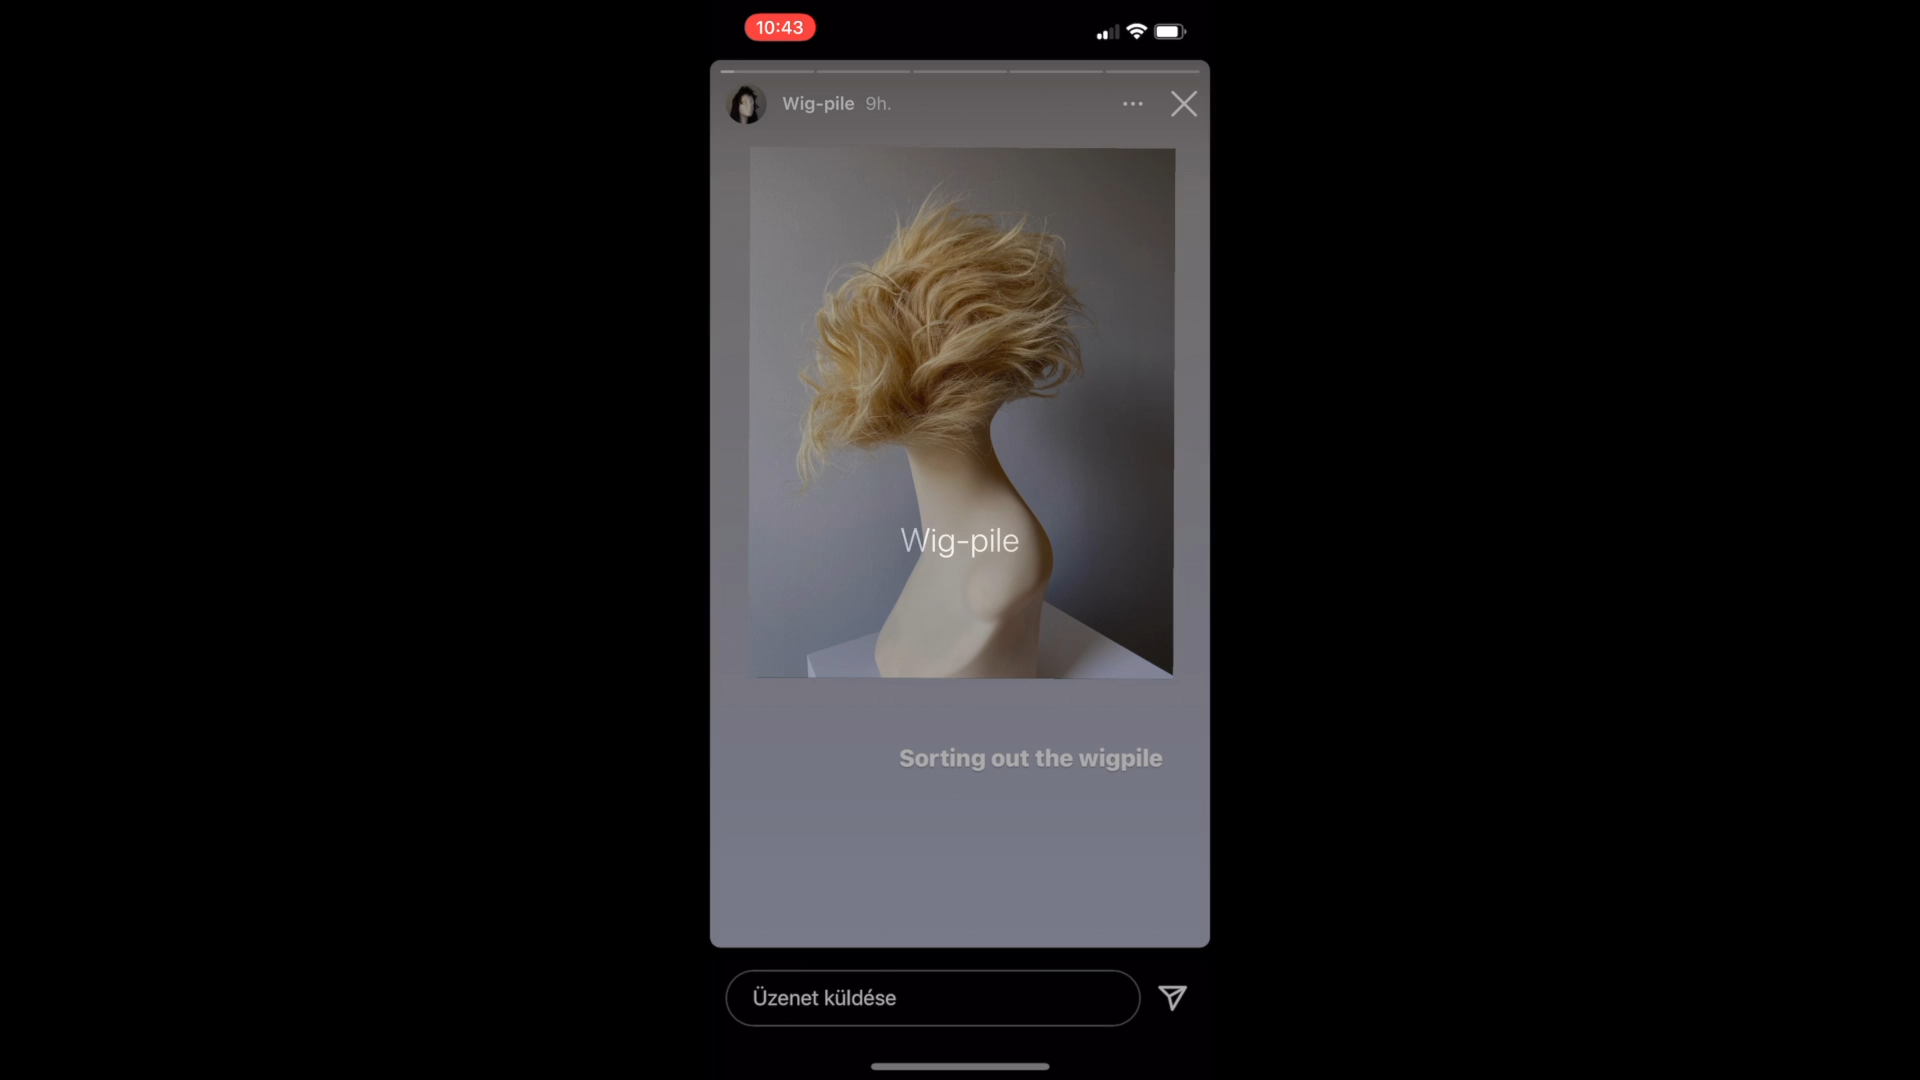 10:43
Wig-pile 9h.
Wig-pile
Sorting out the wigpile
Üzenet küldése